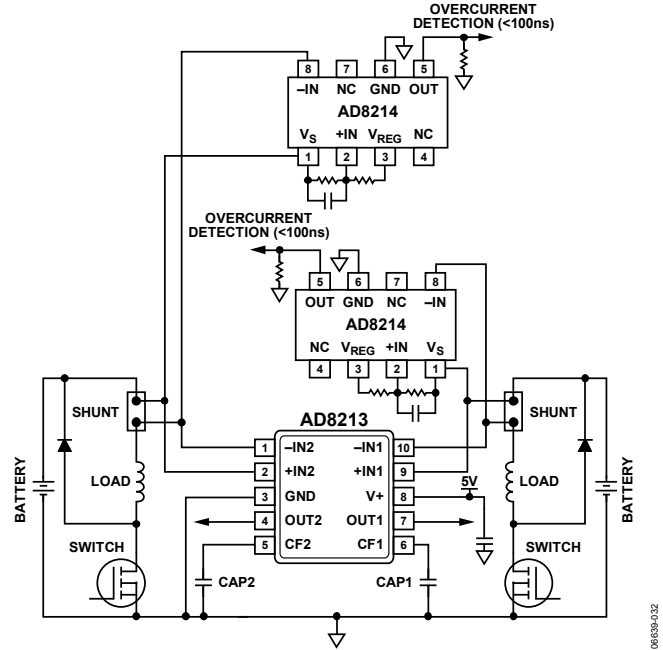 OVERCURRENT
DETECTION (<100ns)
8 7 6 5
–IN NC GND OUT
AD8214
VS +IN VREG NC
1 2 3 4
OVERCURRENT
DETECTION (<100ns)
5 6 7 8
OUT GND NC –IN
AD8214
NC VREG +IN VS
4 3 2 1
AD8213
SHUNT
SHUNT
1 –IN2 –IN1 10
2 +IN2 +IN1 9
3 GND V+ 8
4 OUT2 OUT1 7
5 CF2 CF1 6
5V
BATTERY
LOAD
LOAD
BATTERY
SWITCH
SWITCH
CAP2
CAP1
06639-032